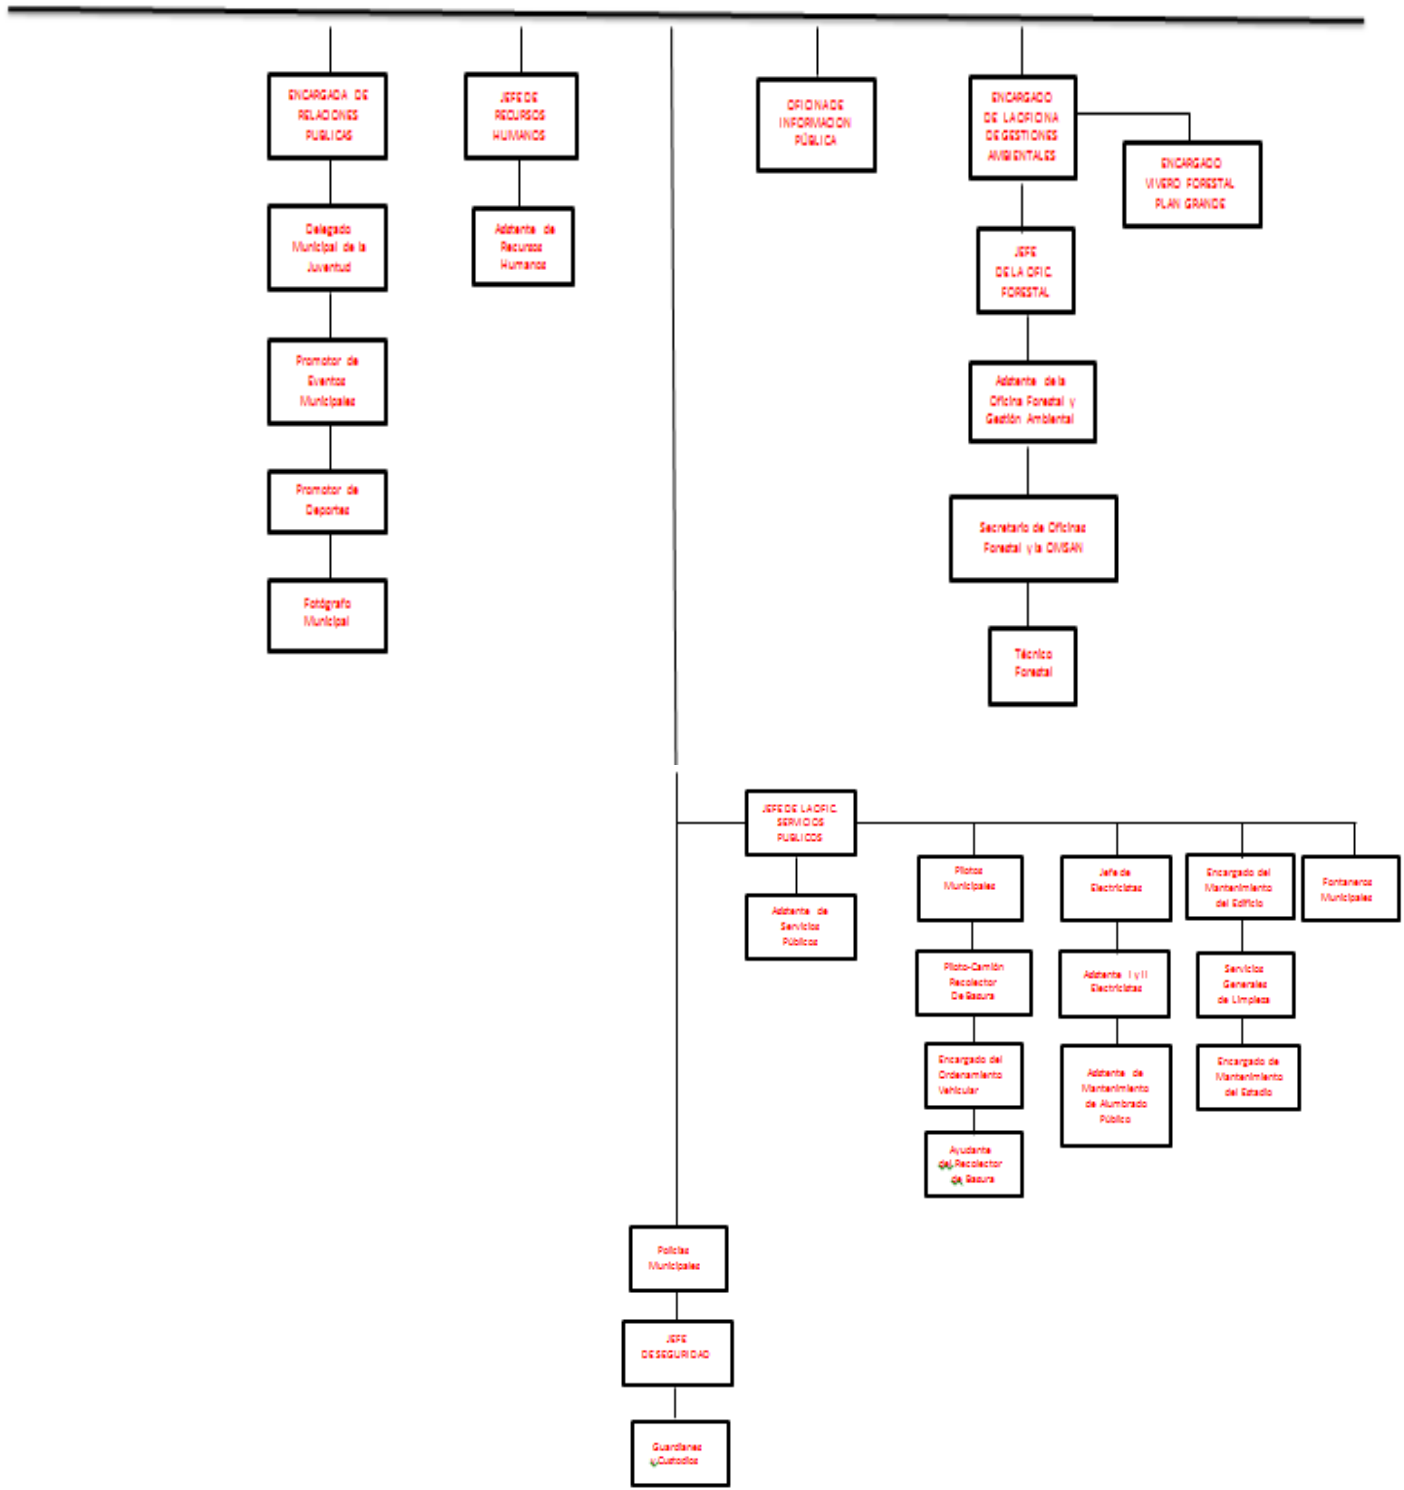 ENCARGADA DE
RELACIONES
PUBLICAS
JEFE DE
RECURSOS
HUMANOS
OFICINA DE
INFORMACION
PÚBLICA
ENCARGADO
DE LA OFICINA
DE GESTIONES
AMBIENTALES
ENCARGADO
VIVERO FORESTAL
PLAN GRANDE
Delegado
Municipal de la
Juventud
Asistente de
Recursos
Humanos
JEFE
DE LA OFIC.
FORESTAL
Promotor de
Eventos
Municipales
Asistente de la
Oficina Forestal y
Gestión Ambiental
Promotor de
Deportes
Secretario de Oficinas
Forestal y la OMSAN
Fotógrafo
Municipal
Técnico
Forestal
JEFE DE LA OFIC.
SERVICIOS
PUBLICOS
Asistente de
Servicios
Públicos
Pilotos
Municipales
Jefe de
Electricistas
Encargado del
Mantenimiento
del Edificio
Fontaneros
Municipales
Piloto-Camión
Recolector
De Basura
Asistente I y II
Electricistas
Servicios
Generales
de Limpieza
Encargado del
Ordenamiento
Vehicular
Asistente de
Mantenimiento
de Alumbrado
Público
Encargado de
Mantenimiento
del Estadio
Ayudante
del Recolector
de Basura
Policías
Municipales
JEFE
DE SEGURIDAD
Guardianes
y Custodios